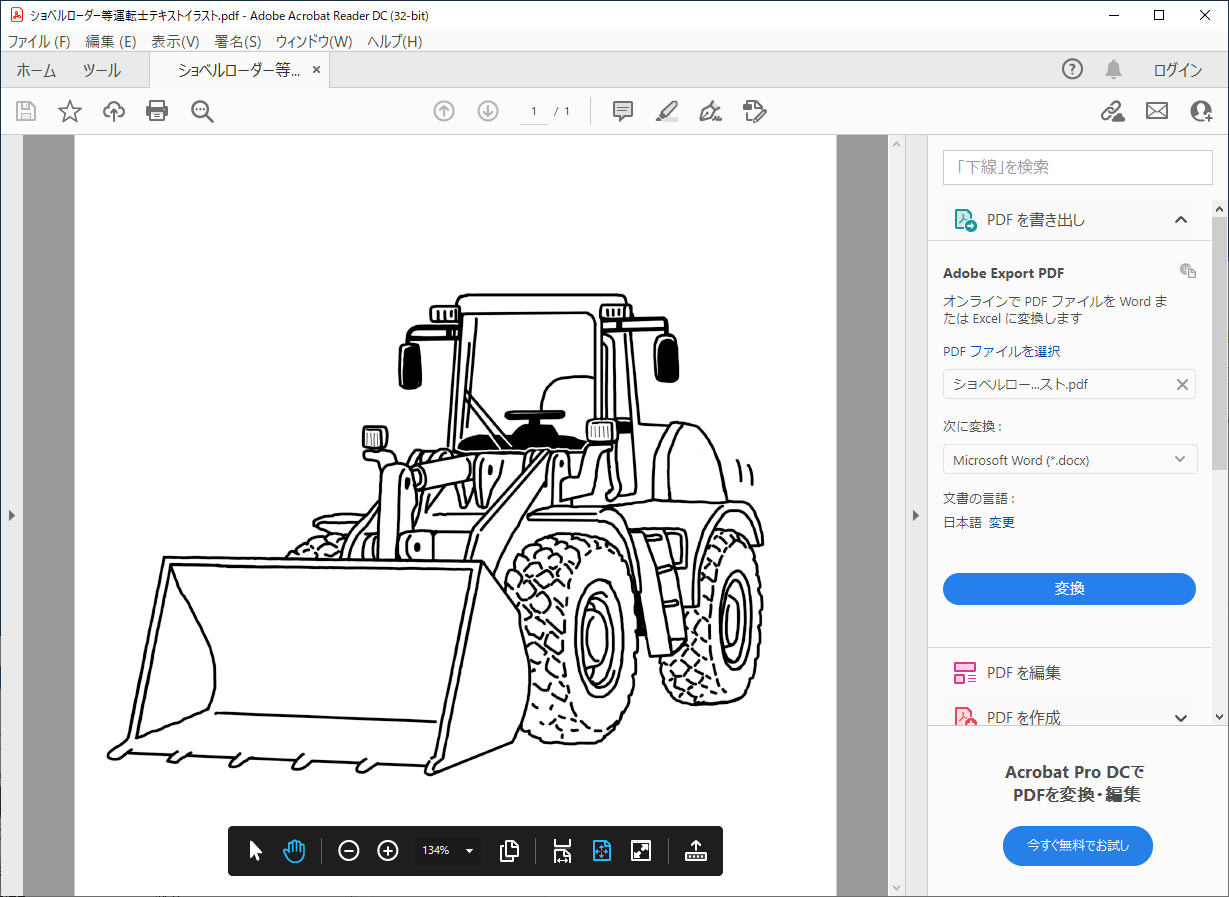 ショベルローダー等運転士テキストイラスト.pdf - Adobe Acrobat Reader DC (32-bit)
ファイル (F) 編集 (E) 表示(V) 署名(S) ウィンドウ(W) ヘルプ(H)
ホーム ツール ショベルローダー等... × ログイン
1 / 1
「下線」を検索
PDF を書き出し
Adobe Export PDF
オンラインで PDF ファイルを Word ま
たは Excel に変換します
PDF ファイルを選択
ショベルロー...スト.pdf
次に変換 :
Microsoft Word (*.docx)
文書の言語 :
日本語 変更
変換
PDF を編集
PDF を作成
Acrobat Pro DCで
PDFを変換・編集
今すぐ無料でお試し
134%